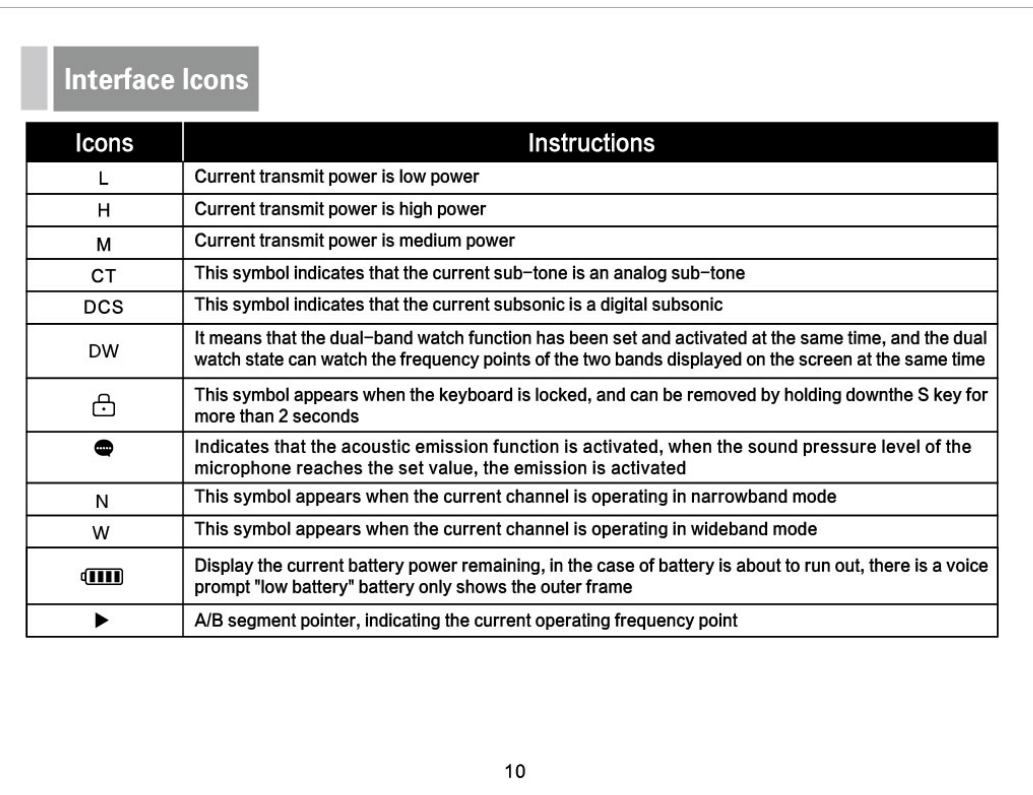 Interface Icons
Icons Instructions
L Current transmit power is low power
H Current transmit power is high power
M Current transmit power is medium power
CT This symbol indicates that the current sub-tone is an analog sub-tone
DCS This symbol indicates that the current subsonic is a digital subsonic
DW It means that the dual-band watch function has been set and activated at the same time, and the dual
watch state can watch the frequency points of the two bands displayed on the screen at the same time
This symbol appears when the keyboard is locked, and can be removed by holding downthe S key for
more than 2 seconds
Indicates that the acoustic emission function is activated, when the sound pressure level of the
microphone reaches the set value, the emission is activated
N This symbol appears when the current channel is operating in narrowband mode
W This symbol appears when the current channel is operating in wideband mode
Display the current battery power remaining, in the case of battery is about to run out, there is a voice
prompt "low battery" battery only shows the outer frame
A/B segment pointer, indicating the current operating frequency point
10